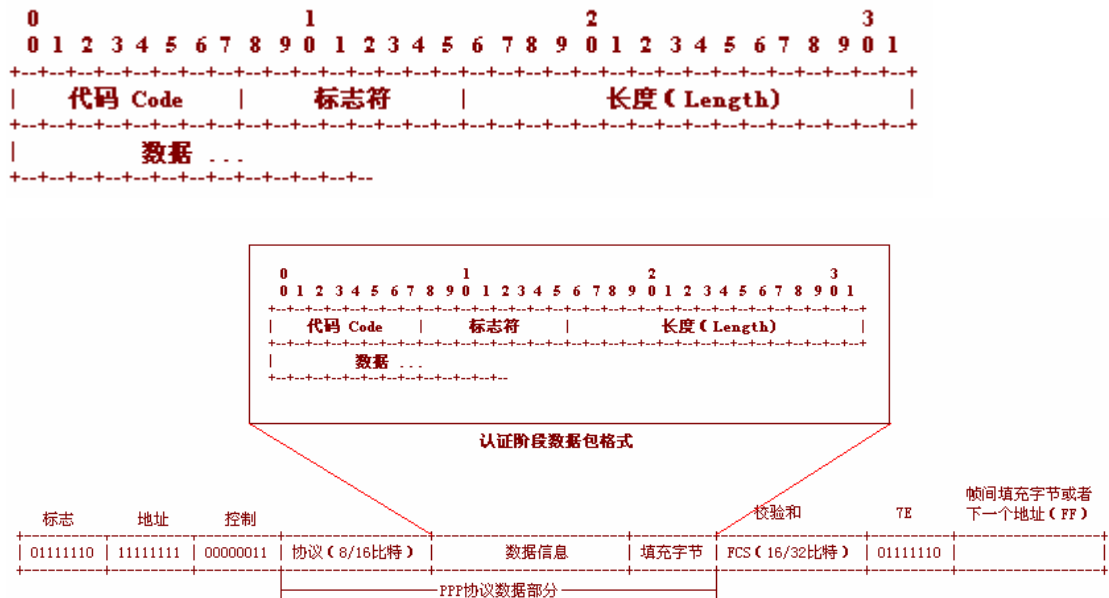 0 1 2 3
0 1 2 3 4 5 6 7 8 9 0 1 2 3 4 5 6 7 8 9 0 1 2 3 4 5 6 7 8 9 0 1
+--+--+--+--+--+--+--+--+--+--+--+--+--+--+--+--+--+--+--+--+--+--+--+--+--+--+--+--+--+--+--+--+
| 代码 Code | 标志符 | 长度(Length) |
+--+--+--+--+--+--+--+--+--+--+--+--+--+--+--+--+--+--+--+--+--+--+--+--+--+--+--+--+--+--+--+--+
| 数据 ...
+--+--+--+--+--+--+--+--+--+--+--+--+--
0 1 2 3
0 1 2 3 4 5 6 7 8 9 0 1 2 3 4 5 6 7 8 9 0 1 2 3 4 5 6 7 8 9 0 1
+--+--+--+--+--+--+--+--+--+--+--+--+--+--+--+--+--+--+--+--+--+--+--+--+--+--+--+--+--+--+--+--+
| 代码 Code | 标志符 | 长度(Length) |
+--+--+--+--+--+--+--+--+--+--+--+--+--+--+--+--+--+--+--+--+--+--+--+--+--+--+--+--+--+--+--+--+
| 数据 ...
+--+--+--+--+--+--+--+--+--+--+--+--+--
认证阶段数据包格式
标志 地址 控制 校验和 7E 帧间填充字节或者
下一个地址(FF)
| 01111110 | 11111111 | 00000011 | 协议(8/16比特) | 数据信息 | 填充字节 | FCS(16/32比特) | 01111110 | |
PPP协议数据部分